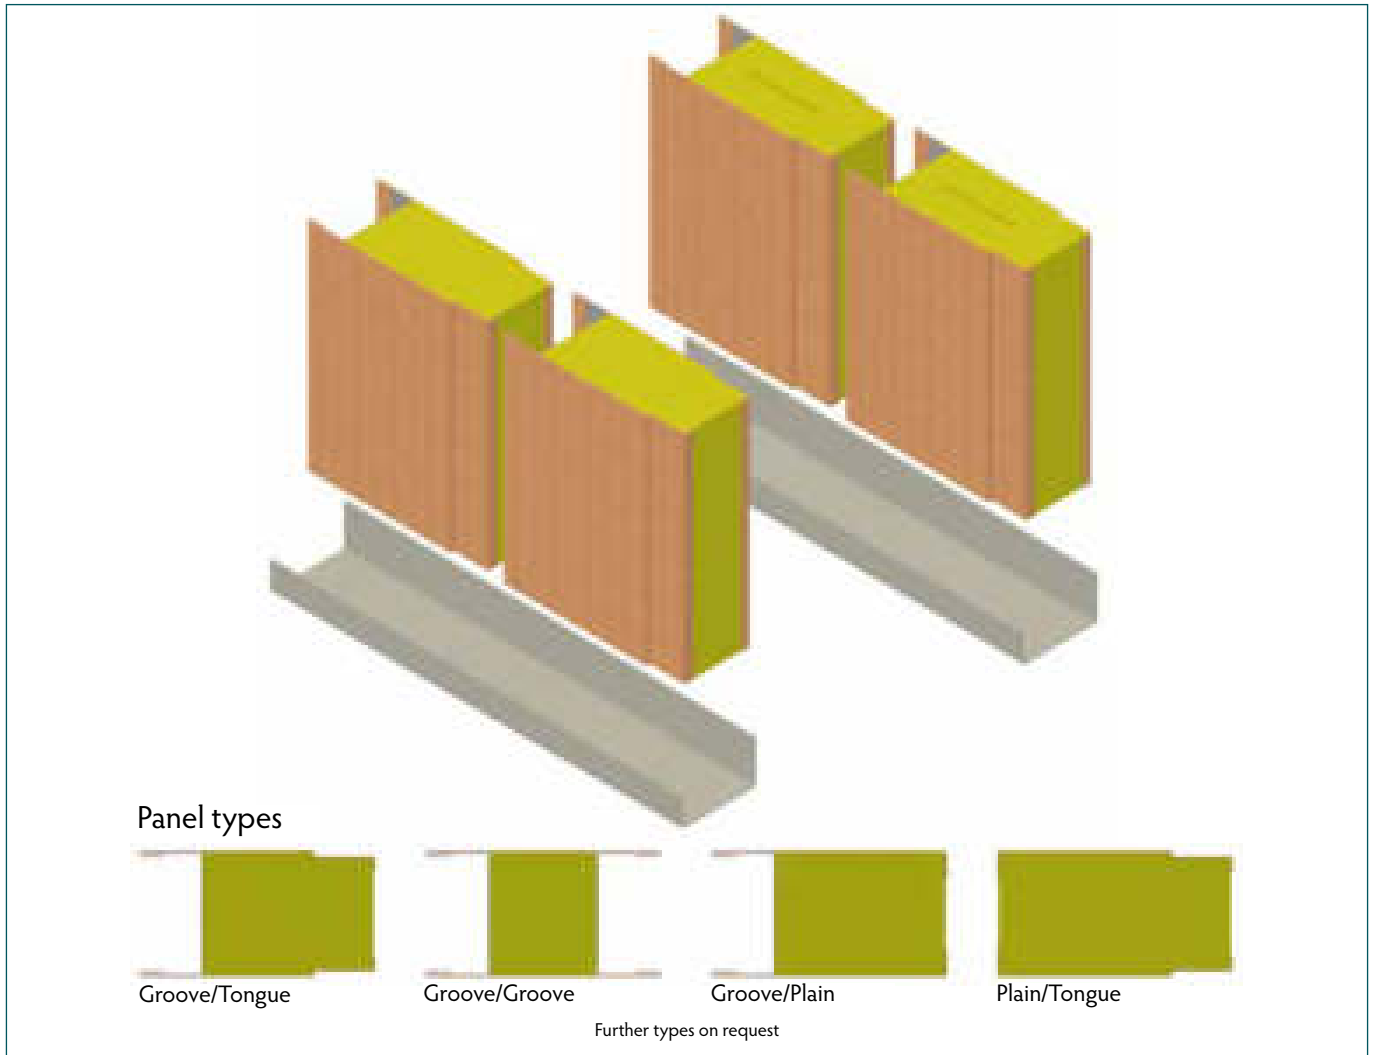 Panel types
Groove/Tongue
Groove/Groove
Groove/Plain
Plain/Tongue
Further types on request